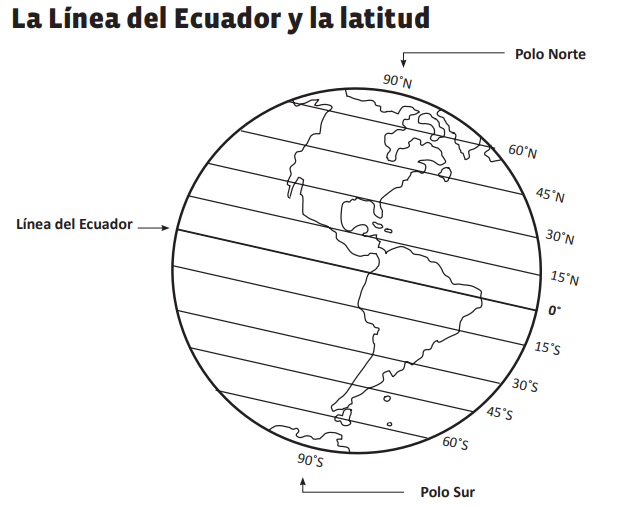 La Línea del Ecuador y la latitud
Polo Norte
90˚N
60˚N
45˚N
30˚N
Línea del Ecuador
15˚N
0˚
15˚S
30˚S
45˚S
60˚S
90˚S
Polo Sur